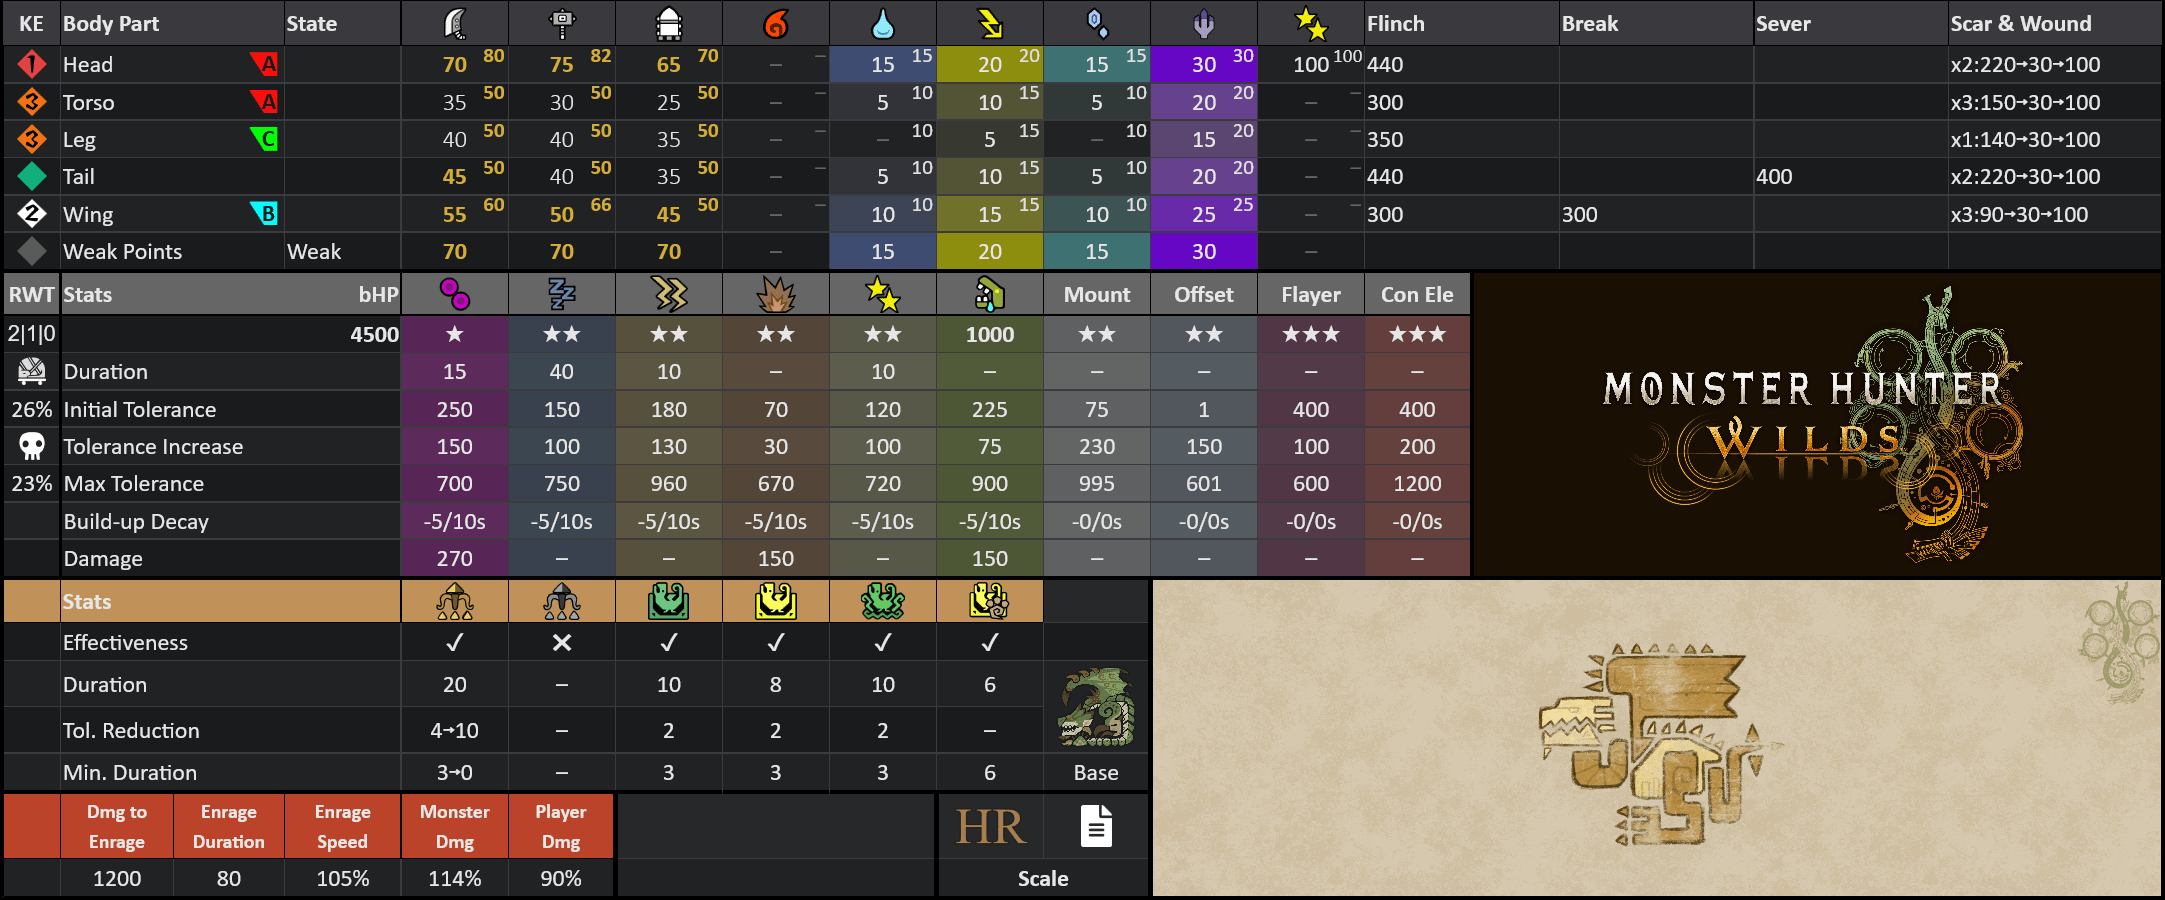 KE Body Part State Flinch Break Sever Scar & Wound
1 Head A 70 80 75 82 65 70 – – 15 15 20 20 15 15 30 30 100 100 440 x2:220→30→100
3 Torso A 35 50 30 50 25 50 – – 5 10 10 15 5 10 20 20 – – 300 x3:150→30→100
3 Leg C 40 50 40 50 35 50 – – – 10 5 15 – 10 15 20 – – 350 x1:140→30→100
Tail 45 50 40 50 35 50 – – 5 10 10 15 5 10 20 20 – – 440 400 x2:220→30→100
2 Wing B 55 60 50 66 45 50 – – 10 10 15 15 10 10 25 25 – – 300 300 x3:90→30→100
Weak Points Weak 70 70 70 – 15 20 15 30 –
RWT Stats bHP Mount Offset Flayer Con Ele
2|1|0 4500 ★ ★★ ★★ ★★ ★★ 1000 ★★ ★★ ★★★ ★★★
Duration 15 40 10 – 10 – – – – –
26% Initial Tolerance 250 150 180 70 120 225 75 1 400 400
Tolerance Increase 150 100 130 30 100 75 230 150 100 200
23% Max Tolerance 700 750 960 670 720 900 995 601 600 1200
Build-up Decay -5/10s -5/10s -5/10s -5/10s -5/10s -5/10s -0/0s -0/0s -0/0s -0/0s
Damage 270 – – 150 – 150 – – – –
MONSTER HUNTER
WILDS
Stats
Effectiveness ✓ ✕ ✓ ✓ ✓ ✓
Duration 20 – 10 8 10 6
Tol. Reduction 4→10 – 2 2 2 –
Min. Duration 3→0 – 3 3 3 6 Base
Dmg to Enrage Monster Player
Enrage Duration Speed Dmg Dmg
HR
1200 80 105% 114% 90% Scale